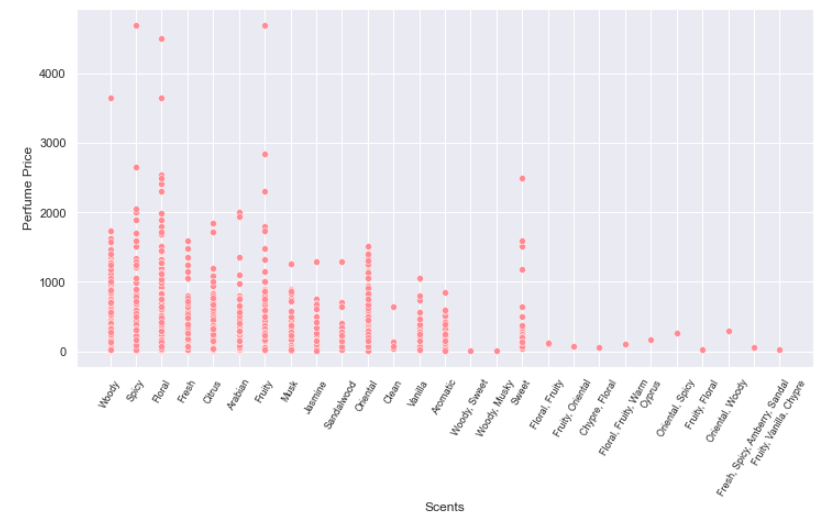 4000
3000
2000
1000
0
Perfume Price
Woody
Spicy
Floral
Fresh
Citrus
Arabian
Fruity
Musk
Jasmine
Sandalwood
Oriental
Clean
Vanilla
Aromatic
Woody, Sweet
Woody, Musky
Sweet
Floral, Fruity
Fruity, Oriental
Chypre, Floral
Floral, Fruity, Warm
Cyprus
Oriental, Spicy
Fruity, Floral
Oriental, Woody
Fresh, Spicy, Amberry, Sandal
Fruity, Vanilla, Chypre
Scents